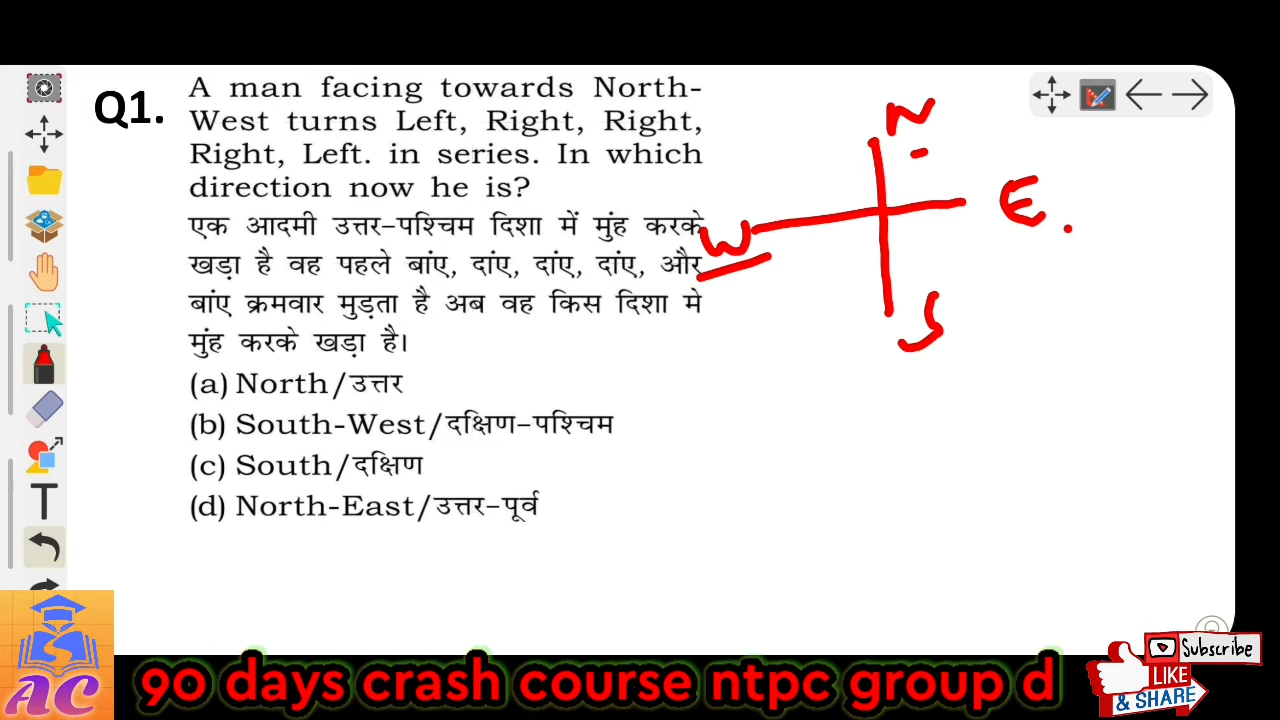 Q1.
A man facing towards North-
West turns Left, Right, Right,
Right, Left. in series. In which
direction now he is?
एक आदमी उत्तर-पश्चिम दिशा में मुंह करके
खड़ा है वह पहले बांए, दांए, दांए, दांए, और
बांए क्रमवार मुड़ता है अब वह किस दिशा मे
मुंह करके खड़ा है।
(a) North/उत्तर
(b) South-West/दक्षिण-पश्चिम
(c) South/दक्षिण
(d) North-East/उत्तर-पूर्व
N
E
W
S
T
AC
90 days crash course ntpc group d
Subscribe
LIKE
& SHARE